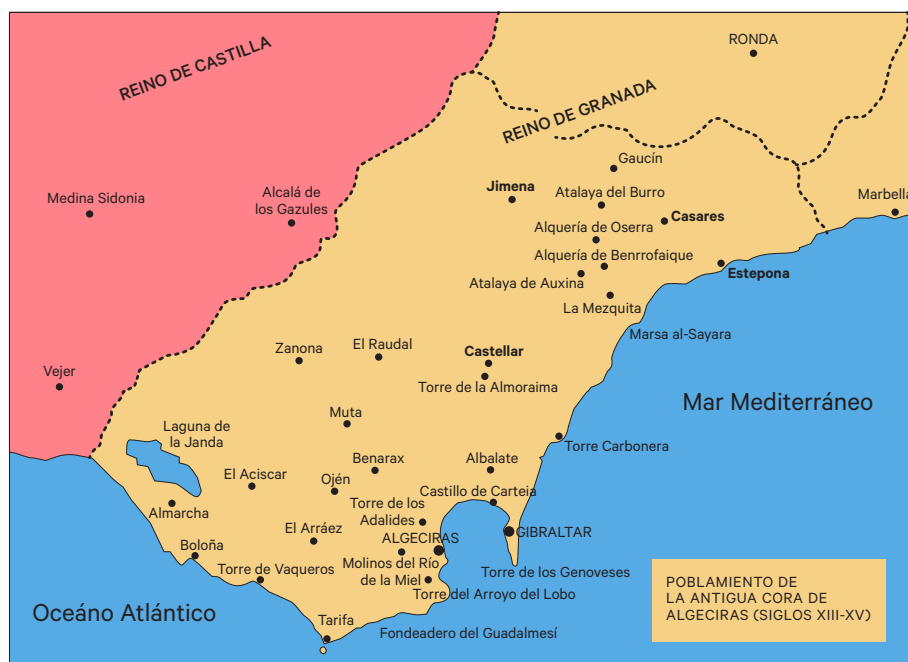 RONDA
REINO DE CASTILLA
REINO DE GRANADA
Gaucín
Medina Sidonia
Alcalá de
los Gazules
Jimena
Atalaya del Burro
Marbella
Casares
Alquería de Oserra
Alquería de Benrrofaique
Estepona
Atalaya de Auxina
La Mezquita
Marsa al-Sayara
Zanona
El Raudal
Castellar
Torre de la Almoraima
Vejer
Mar Mediterráneo
Muta
Laguna de
la Janda
Torre Carbonera
Benarax
Albalate
El Aciscar
Ojén
Castillo de Carteia
Almarcha
Torre de los
Adalides
El Arráez
ALGECIRAS
GIBRALTAR
Boloña
Molinos del Río
de la Miel
Torre de Vaqueros
Torre de los Genoveses
Torre del Arroyo del Lobo
Oceáno Atlántico
Tarifa
Fondeadero del Guadalmesí
POBLAMIENTO DE
LA ANTIGUA CORA DE
ALGECIRAS (SIGLOS XIII-XV)